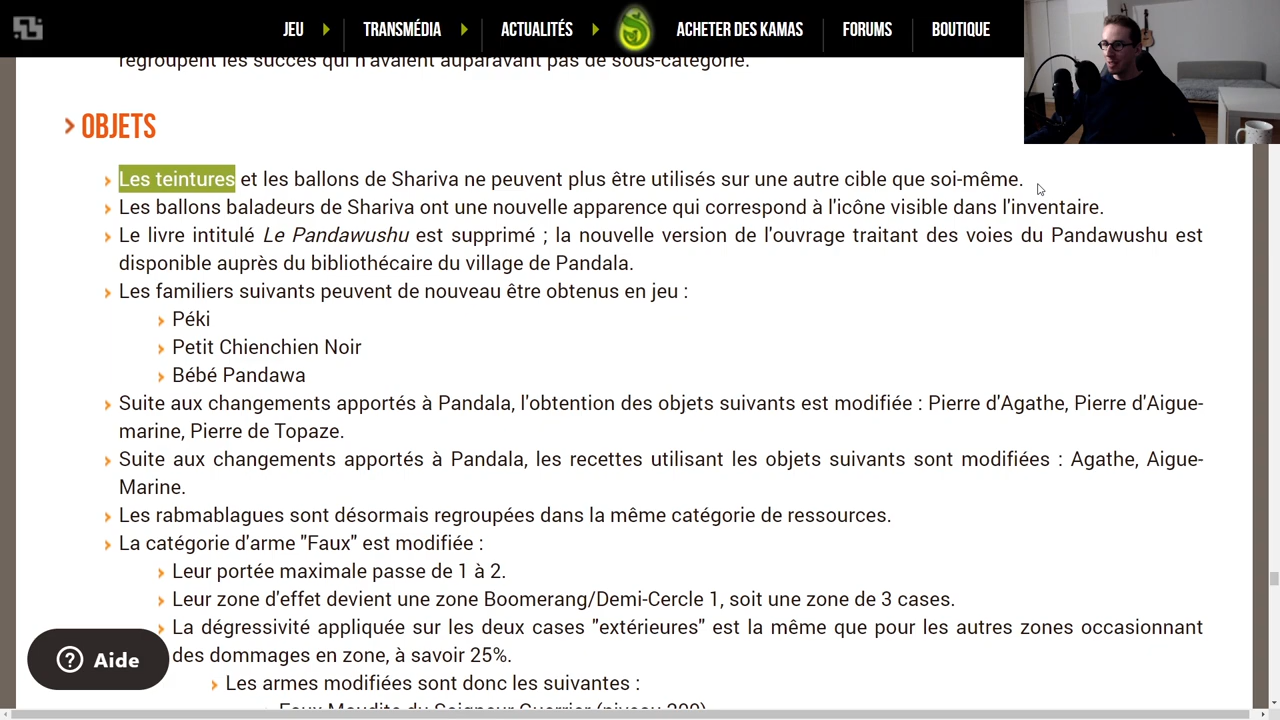 JEU TRANSMÉDIA ACTUALITÉS ACHETER DES KAMAS FORUMS BOUTIQUE
regroupent les succès qui n'avaient auparavant pas de sous-catégorie.
OBJETS
Les teintures et les ballons de Shariva ne peuvent plus être utilisés sur une autre cible que soi-même.
Les ballons baladeurs de Shariva ont une nouvelle apparence qui correspond à l'icône visible dans l'inventaire.
Le livre intitulé Le Pandawushu est supprimé ; la nouvelle version de l'ouvrage traitant des voies du Pandawushu est
disponible auprès du bibliothécaire du village de Pandala.
Les familiers suivants peuvent de nouveau être obtenus en jeu :
Péki
Petit Chienchien Noir
Bébé Pandawa
Suite aux changements apportés à Pandala, l'obtention des objets suivants est modifiée : Pierre d'Agathe, Pierre d'Aigue-
marine, Pierre de Topaze.
Suite aux changements apportés à Pandala, les recettes utilisant les objets suivants sont modifiées : Agathe, Aigue-
Marine.
Les rabmablagues sont désormais regroupées dans la même catégorie de ressources.
La catégorie d'arme "Faux" est modifiée :
Leur portée maximale passe de 1 à 2.
Leur zone d'effet devient une zone Boomerang/Demi-Cercle 1, soit une zone de 3 cases.
La dégressivité appliquée sur les deux cases "extérieures" est la même que pour les autres zones occasionnant
des dommages en zone, à savoir 25%.
Aide
Les armes modifiées sont donc les suivantes :
Faux Maudite du Saigneur Guerrier (niveau 200)